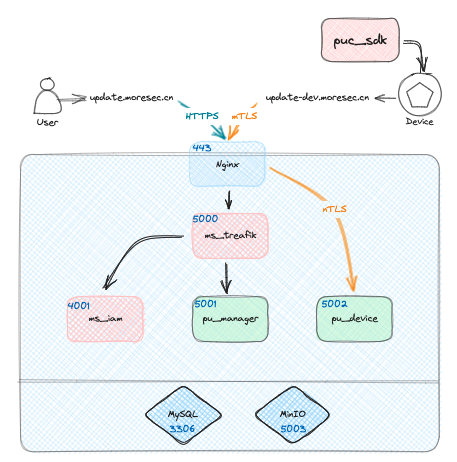 puc_sdk
update.moresec.cn
update-dev.moresec.cn
User
Device
HTTPS
mTLS
443
Nginx
5000
ms_treafik
mTLS
4001
ms_iam
5001
pu_manager
5002
pu_device
MySQL
3306
MinIO
5003